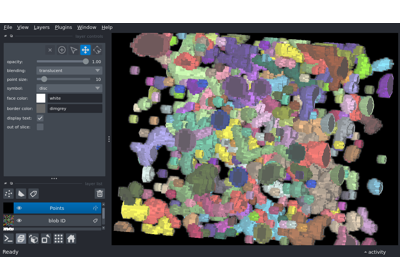 File View Layers Plugins Window Help
opacity: 1.00
blending: translucent
point size: 10
symbol: disc
face color: white
border color: dimgrey
display text:
out of slice:
Points
blob ID
Ready
activity